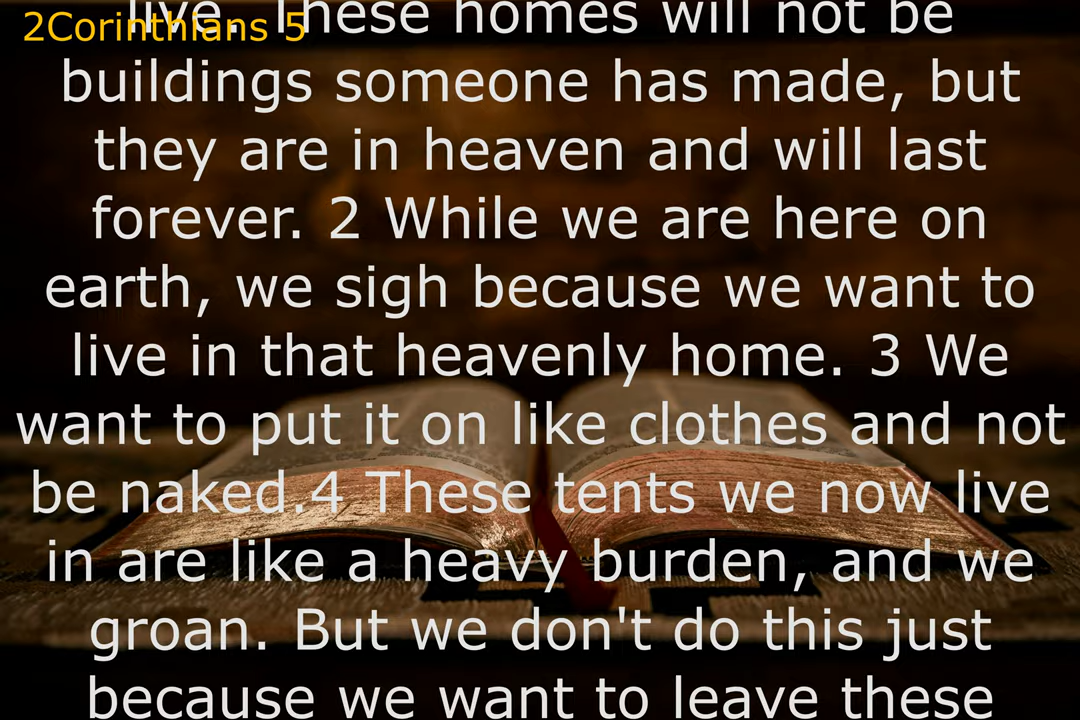 live. These homes will not be
2Corinthians 5
buildings someone has made, but
they are in heaven and will last
forever. 2 While we are here on
earth, we sigh because we want to
live in that heavenly home. 3 We
want to put it on like clothes and not
be naked.4 These tents we now live
in are like a heavy burden, and we
groan. But we don't do this just
because we want to leave these